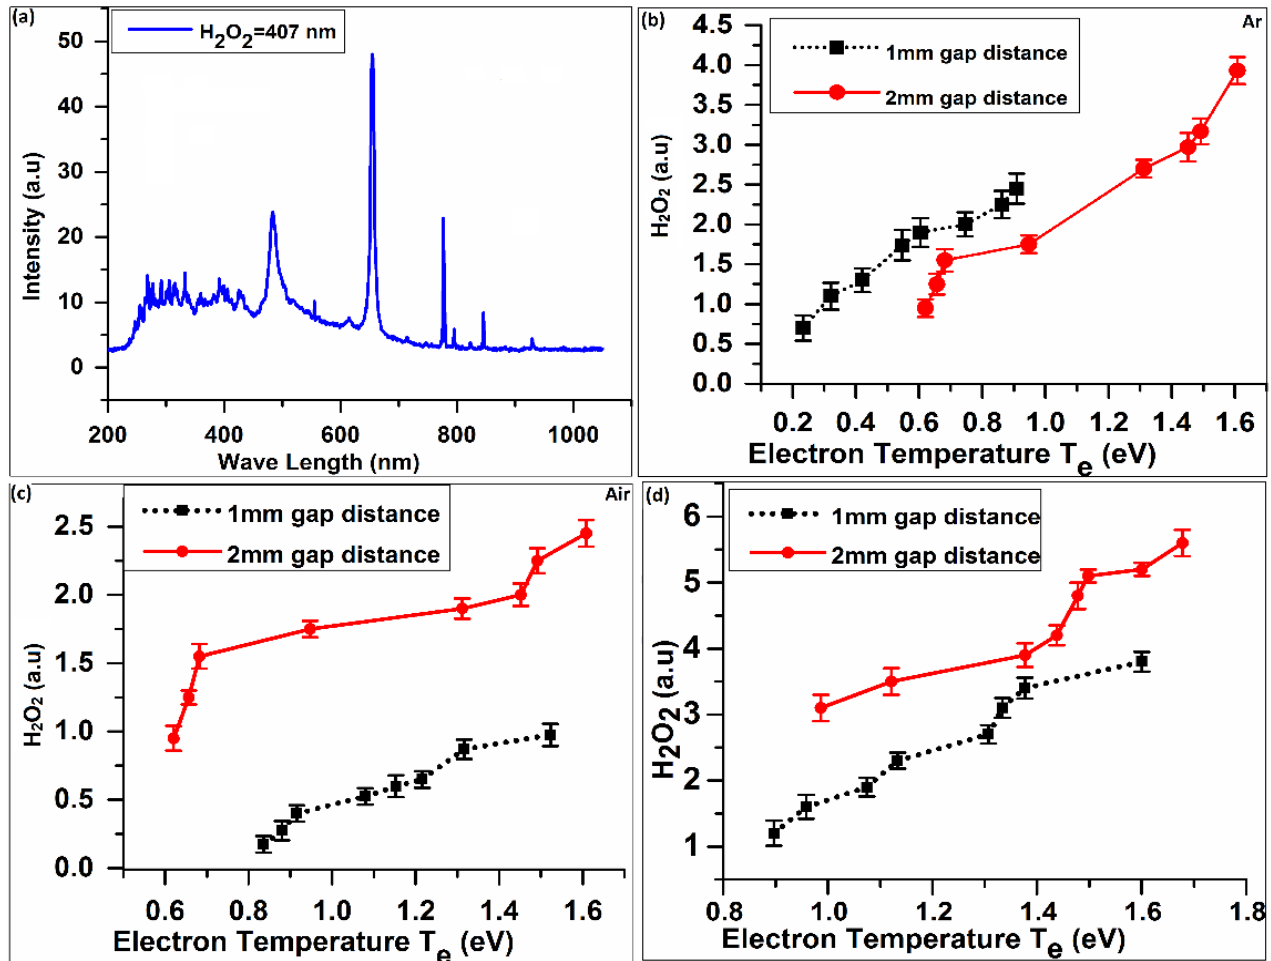 (a)
H2O2=407 nm
50
40
30
20
10
0
Intensity (a.u)
200 400 600 800 1000
Wave Length (nm)
(b)
Ar
1mm gap distance
2mm gap distance
4.5
4.0
3.5
3.0
2.5
2.0
1.5
1.0
0.5
0.0
H2O2 (a.u)
0.2 0.4 0.6 0.8 1.0 1.2 1.4 1.6
Electron Temperature Te (eV)
(c)
Air
1mm gap distance
2mm gap distance
2.5
2.0
1.5
1.0
0.5
0.0
H2O2 (a.u)
0.6 0.8 1.0 1.2 1.4 1.6
Electron Temperature Te (eV)
(d)
1mm gap distance
2mm gap distance
6
5
4
3
2
1
H2O2 (a.u)
0.8 1.0 1.2 1.4 1.6 1.8
Electron Temperature Te (eV)